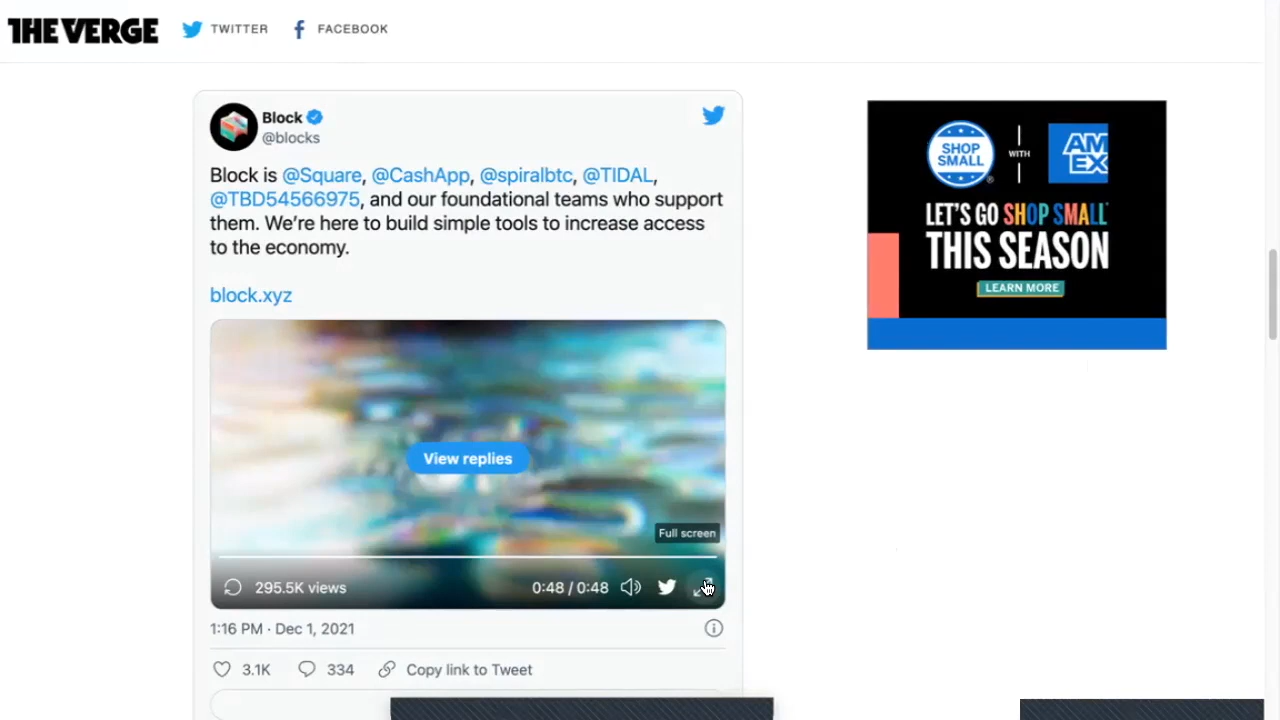 THE VERGE
TWITTER
FACEBOOK
Block
@blocks
Block is @Square, @CashApp, @spiralbtc, @TIDAL,
@TBD54566975, and our foundational teams who support
them. We're here to build simple tools to increase access
to the economy.
block.xyz
View replies
Full screen
295.5K views
0:48 / 0:48
1:16 PM · Dec 1, 2021
3.1K
334
Copy link to Tweet
SHOP
SMALL
®
WITH
AM
EX
LET'S GO SHOP SMALL
THIS SEASON
LEARN MORE